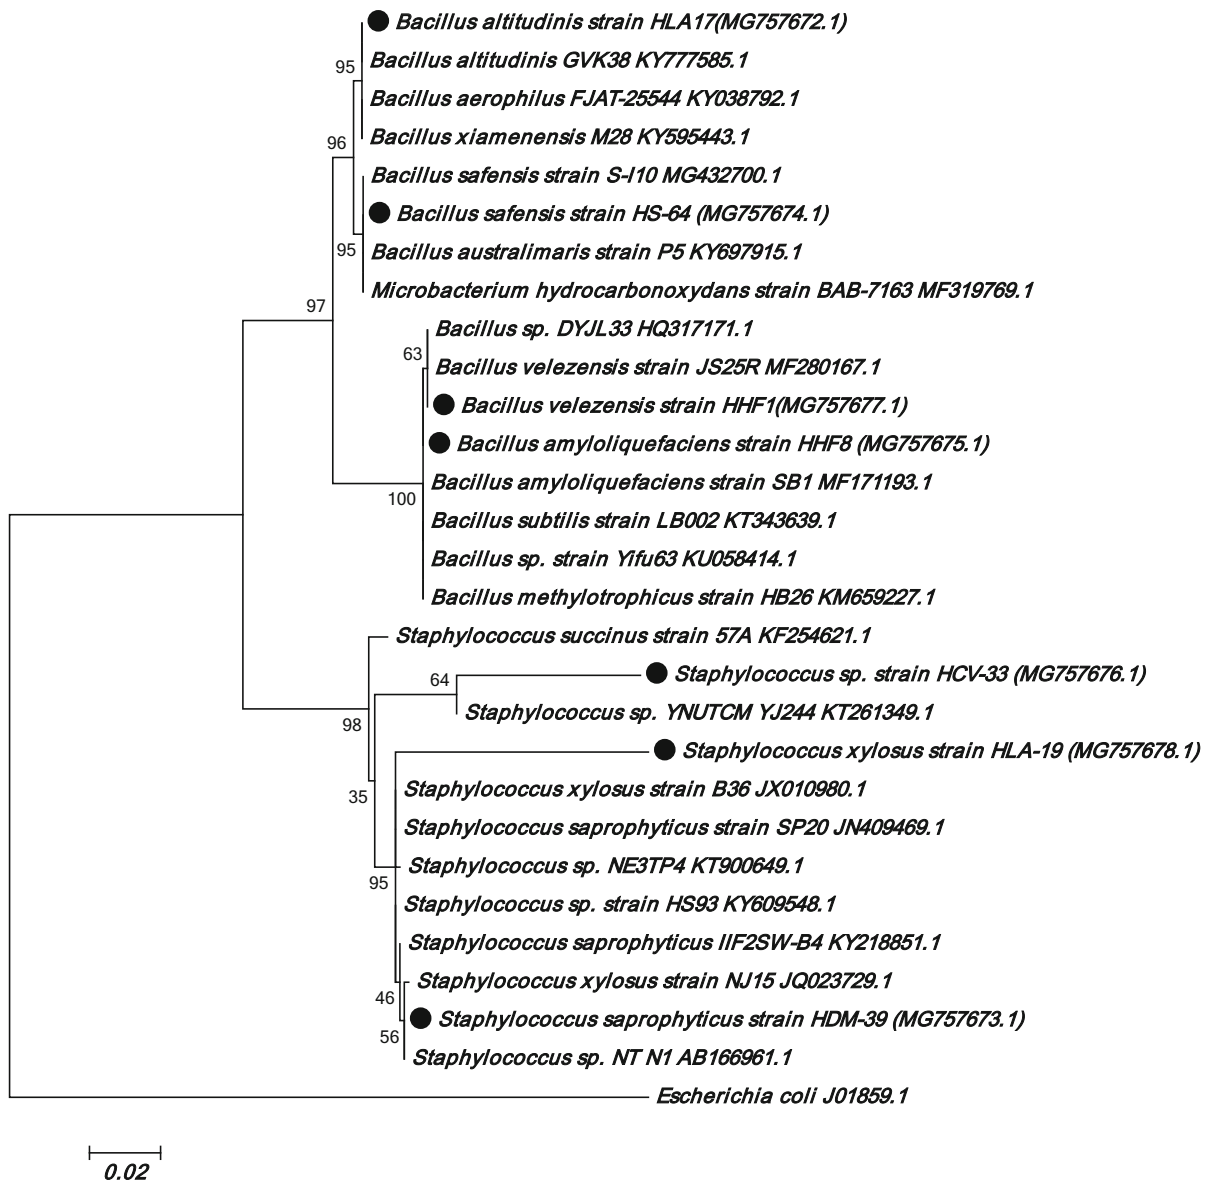 Bacillus altitudinis strain HLA17(MG757672.1)
95
Bacillus altitudinis GVK38 KY777585.1
Bacillus aerophilus FJAT-25544 KY038792.1
Bacillus xiamenensis M28 KY595443.1
96
Bacillus safensis strain S-I10 MG432700.1
Bacillus safensis strain HS-64 (MG757674.1)
95
Bacillus australimaris strain P5 KY697915.1
Microbacterium hydrocarbonoxydans strain BAB-7163 MF319769.1
97
Bacillus sp. DYJL33 HQ317171.1
63
Bacillus velezensis strain JS25R MF280167.1
Bacillus velezensis strain HHF1(MG757677.1)
Bacillus amyloliquefaciens strain HHF8 (MG757675.1)
Bacillus amyloliquefaciens strain SB1 MF171193.1
100
Bacillus subtilis strain LB002 KT343639.1
Bacillus sp. strain Yifu63 KU058414.1
Bacillus methylotrophicus strain HB26 KM659227.1
Staphylococcus succinus strain 57A KF254621.1
64
Staphylococcus sp. strain HCV-33 (MG757676.1)
Staphylococcus sp. YNUTCM YJ244 KT261349.1
98
Staphylococcus xylosus strain HLA-19 (MG757678.1)
Staphylococcus xylosus strain B36 JX010980.1
35
Staphylococcus saprophyticus strain SP20 JN409469.1
Staphylococcus sp. NE3TP4 KT900649.1
95
Staphylococcus sp. strain HS93 KY609548.1
Staphylococcus saprophyticus IIF2SW-B4 KY218851.1
Staphylococcus xylosus strain NJ15 JQ023729.1
46
Staphylococcus saprophyticus strain HDM-39 (MG757673.1)
56
Staphylococcus sp. NT N1 AB166961.1
Escherichia coli J01859.1
0.02